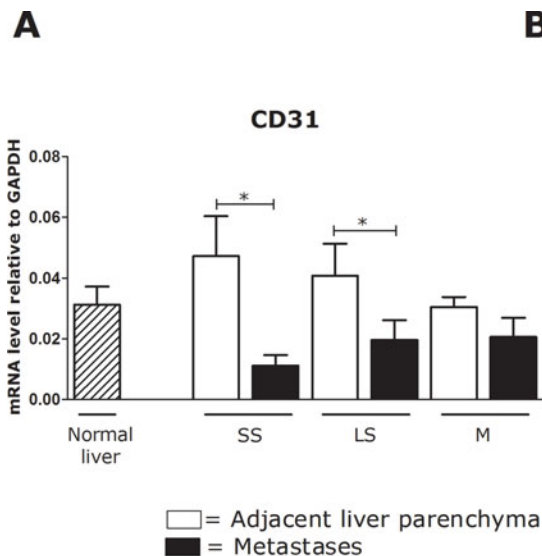 A
B
CD31
mRNA level relative to GAPDH
0.08
0.06
0.04
0.02
0.00
*
*
Normal
liver
SS
LS
M
= Adjacent liver parenchyma
= Metastases